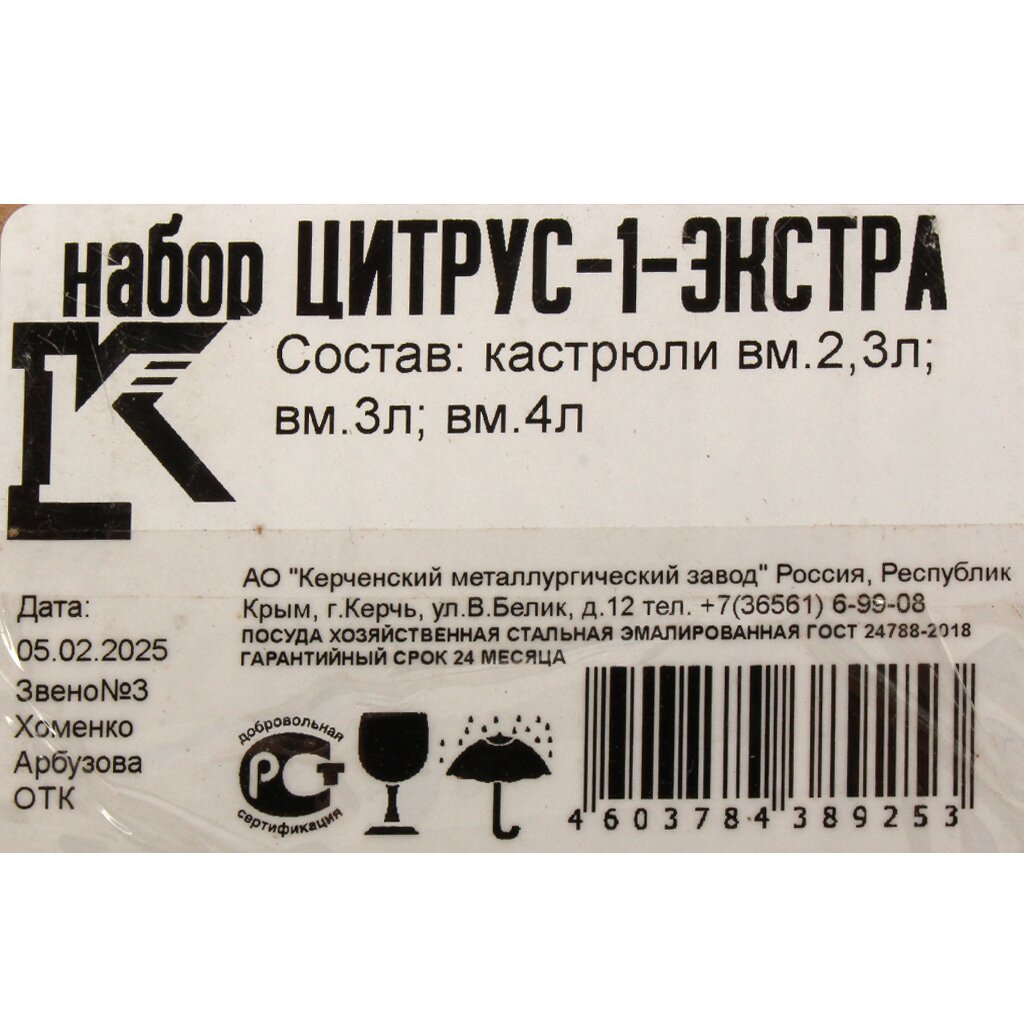 набор ЦИТРУС-1-ЭКСТРА
Состав: кастрюли вм.2,3л;
вм.3л; вм.4л
АО "Керченский металлургический завод" Россия, Республик
Крым, г.Керчь, ул.В.Белик, д.12 тел. +7(36561) 6-99-08
ПОСУДА ХОЗЯЙСТВЕННАЯ СТАЛЬНАЯ ЭМАЛИРОВАННАЯ ГОСТ 24788-2018
ГАРАНТИЙНЫЙ СРОК 24 МЕСЯЦА
Дата:
05.02.2025
Звено№3
Хоменко
Арбузова
ОТК
добровольная
РСТ
сертификация
4 603784 389253